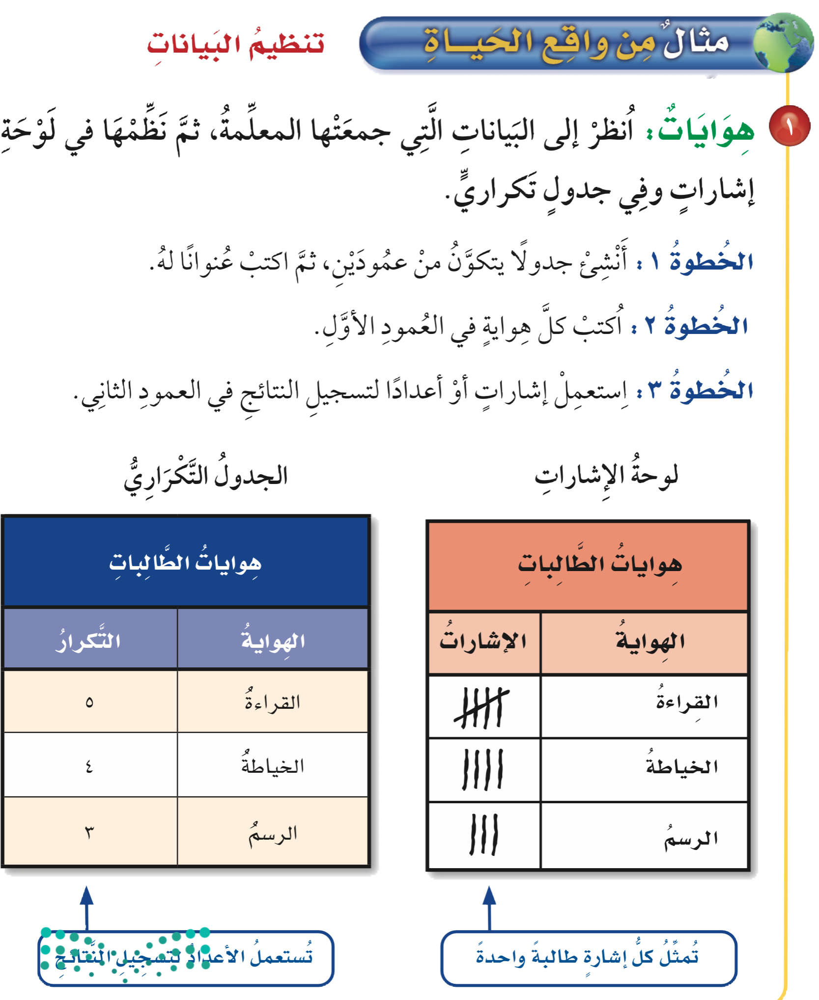 مثالٌ مِن واقِعِ الحَيـــاةِ
تنظيمُ البَياناتِ
١ هِوَايَاتٌ: اُنظرْ إلى البَياناتِ الَّتِي جمعَتْها المعلِّمةُ، ثمَّ نَظِّمْهَا في لَوْحَةِ
إشاراتٍ وفِي جدولٍ تَكراريٍّ.
الخُطوةُ ١ : أَنْشِئْ جدولًا يتكوَّنُ منْ عمُودَيْنِ، ثمَّ اكتبْ عُنوانًا لهُ.
الخُطوةُ ٢ : اُكتبْ كلَّ هِوايةٍ في العُمودِ الأوَّلِ.
الخُطوةُ ٣ : اِستعمِلْ إشاراتٍ أوْ أعدادًا لتسجيلِ النتائجِ في العمودِ الثانِي.
لوحةُ الإشاراتِ
هِواياتُ الطَّالِباتِ
الهِوايةُ الإشاراتُ
القِراءةُ
الخياطةُ
الرسمُ
تُمثِّلُ كلُّ إشارةٍ طالبةً واحدةً
الجدولُ التَّكْرَارِيُّ
هِواياتُ الطَّالِباتِ
الهِوايةُ التَّكرارُ
القراءةُ ٥
الخياطةُ ٤
الرسمُ ٣
تُستعملُ الأعدادُ لتسجِيلِ النَّتائجِ